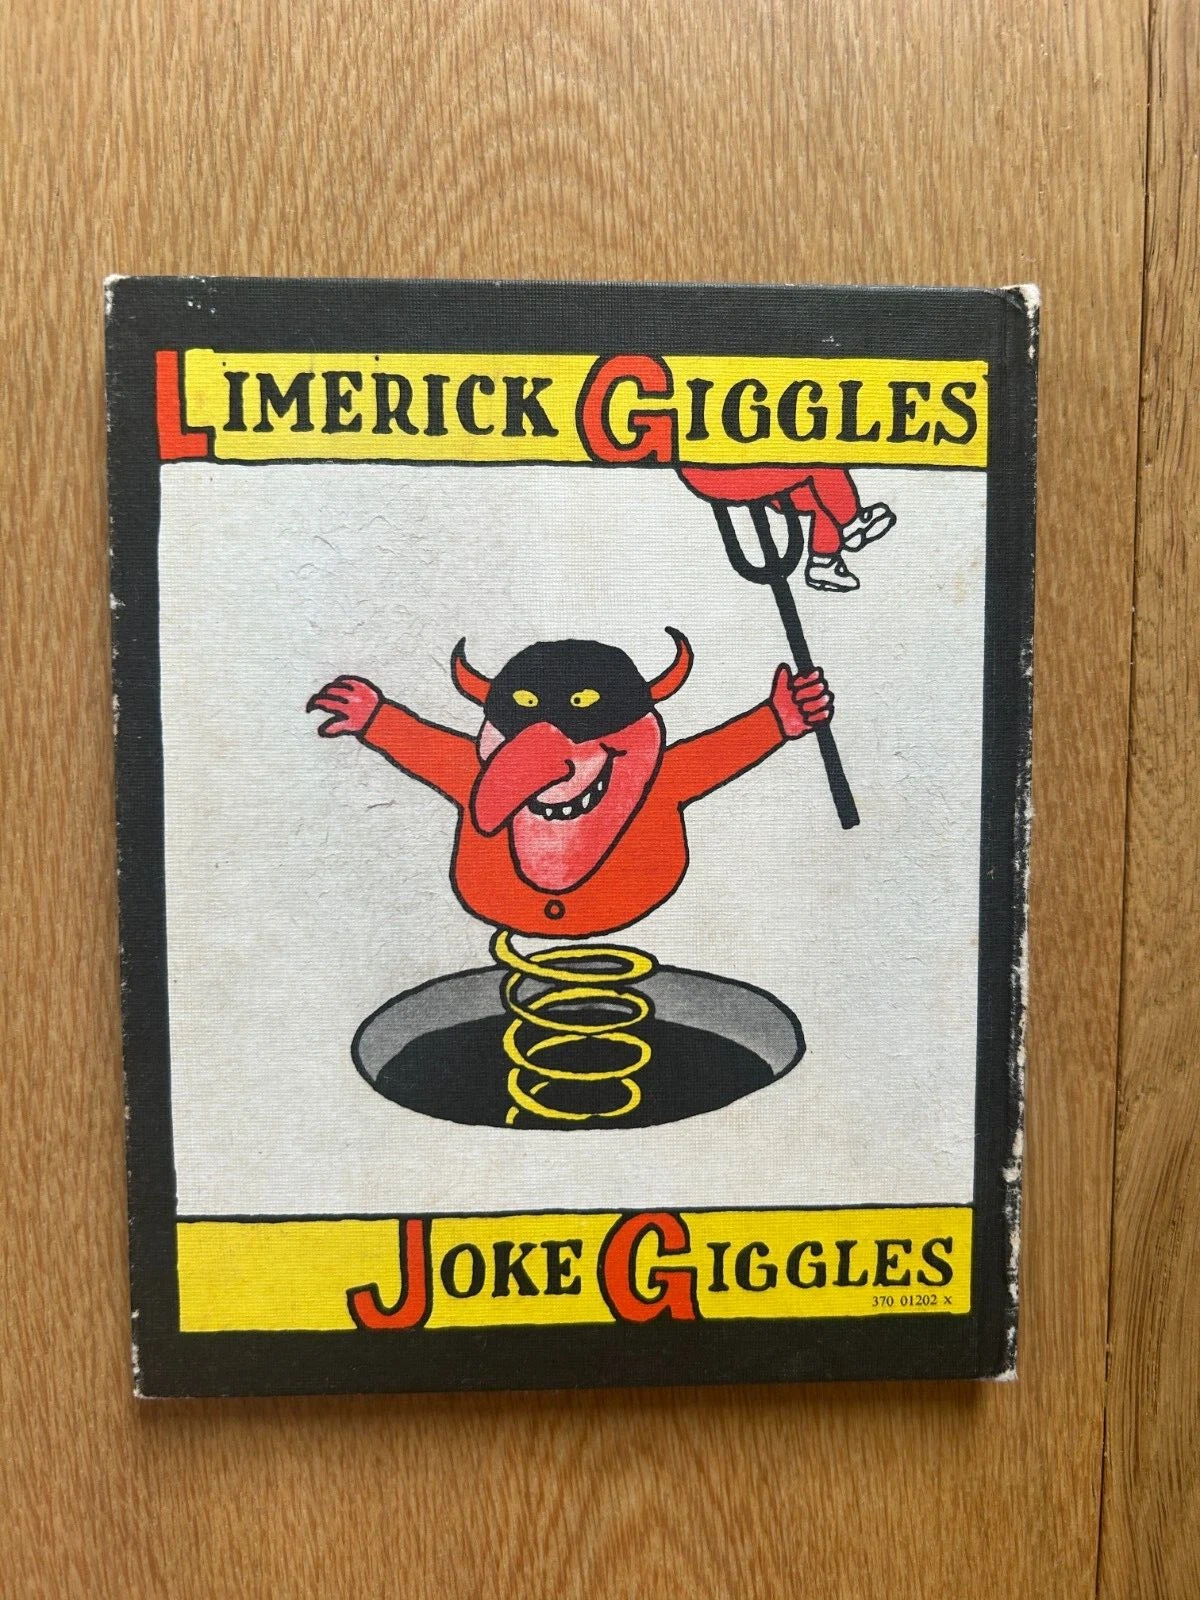 LIMERICK GIGGLES
JOKE GIGGLES
370 01202 X